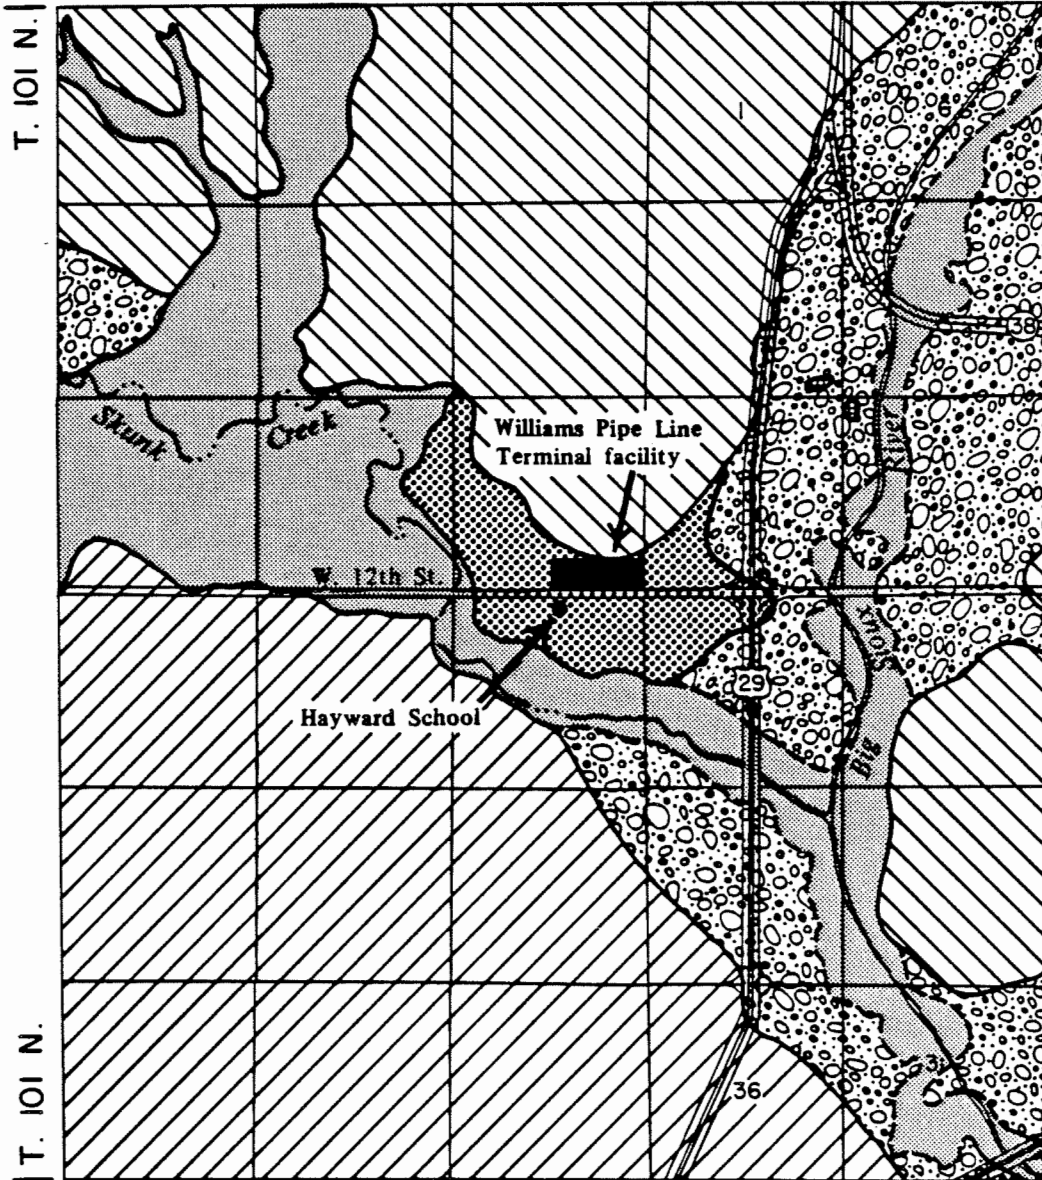 T. 101 N.
1
6
38
Skunk
Creek
Williams Pipe Line
Terminal facility
River
W. 12th St.
Sioux
29
Hayward School
Big
31
36
T. 101 N.